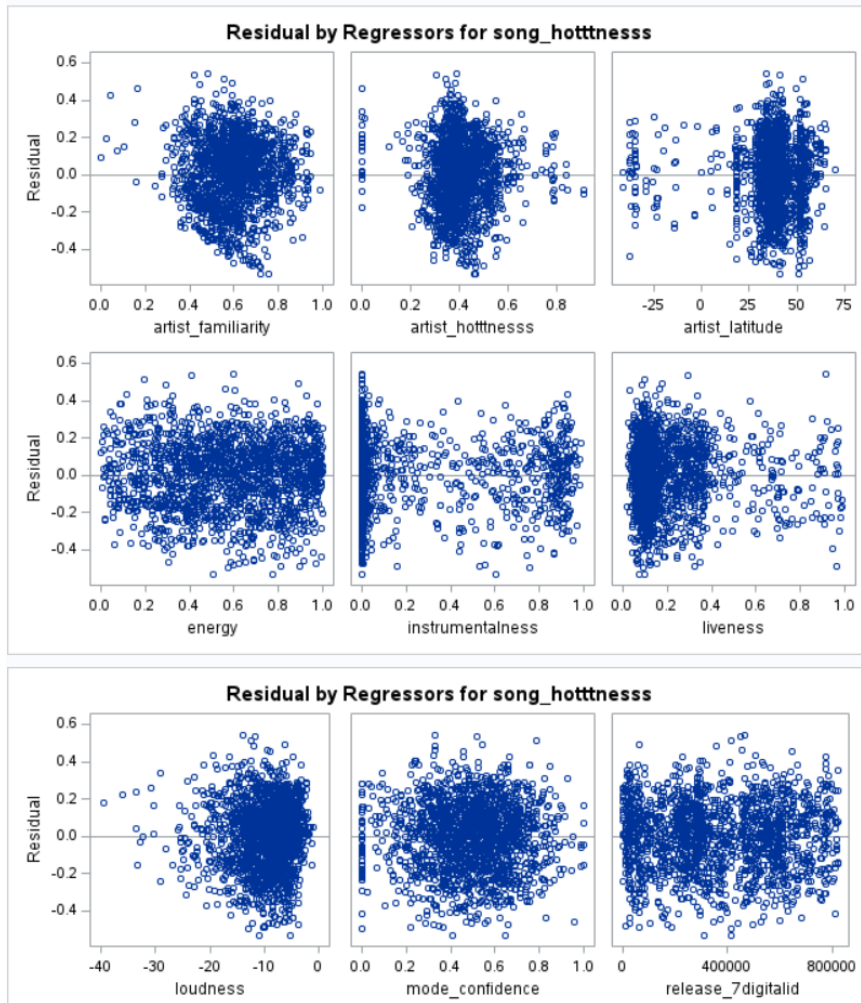 Residual by Regressors for song_hotttnesss
0.6
0.4
0.2
0.0
-0.2
-0.4
Residual
0.0 0.2 0.4 0.6 0.8 1.0
artist_familiarity
0.0 0.2 0.4 0.6 0.8
artist_hotttnesss
-25 0 25 50 75
artist_latitude
0.6
0.4
0.2
0.0
-0.2
-0.4
Residual
0.0 0.2 0.4 0.6 0.8 1.0
energy
0.0 0.2 0.4 0.6 0.8 1.0
instrumentalness
0.0 0.2 0.4 0.6 0.8 1.0
liveness
Residual by Regressors for song_hotttnesss
0.6
0.4
0.2
0.0
-0.2
-0.4
Residual
-40 -30 -20 -10 0
loudness
0.0 0.2 0.4 0.6 0.8 1.0
mode_confidence
0 400000 800000
release_7digitalid